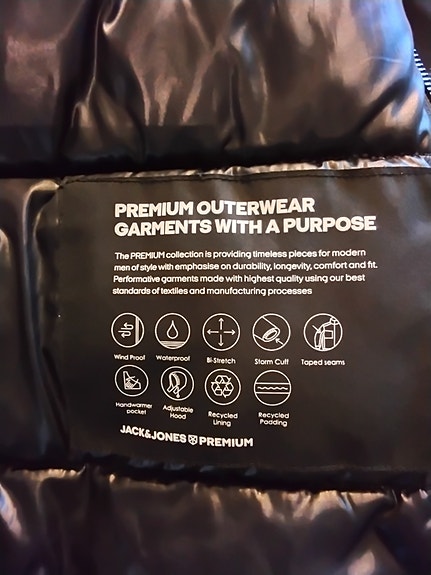 PREMIUM OUTERWEAR
GARMENTS WITH A PURPOSE
The PREMIUM collection is providing timeless pieces for modern
men of style with emphasise on durability, longevity, comfort and fit.
Performative garments made with highest quality using our best
standards of textiles and manufacturing processes
Wind Proof Waterproof Bi-Stretch Storm Cuff Taped seams
Handwarmer pocket
Adjustable Hood
Recycled Lining
Recycled Padding
JACK&JONES PREMIUM